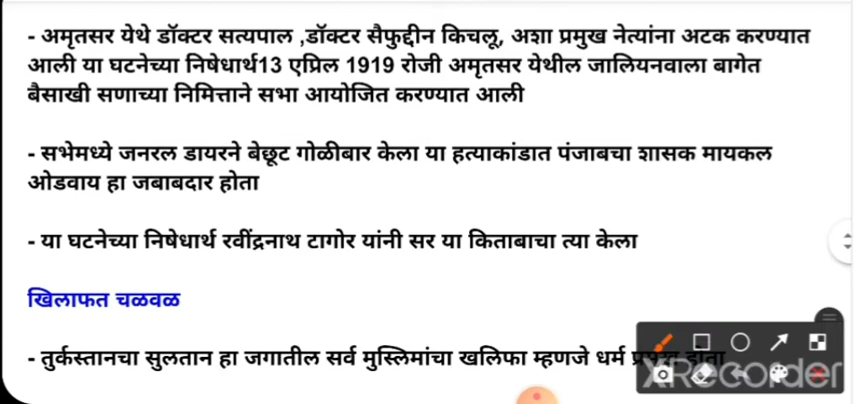 - अमृतसर येथे डॉक्टर सत्यपाल ,डॉक्टर सैफुद्दीन किचलू, अशा प्रमुख नेत्यांना अटक करण्यात
आली या घटनेच्या निषेधार्थ13 एप्रिल 1919 रोजी अमृतसर येथील जालियनवाला बागेत
बैसाखी सणाच्या निमित्ताने सभा आयोजित करण्यात आली
- सभेमध्ये जनरल डायरने बेछूट गोळीबार केला या हत्याकांडात पंजाबचा शासक मायकल
ओडवाय हा जबाबदार होता
- या घटनेच्या निषेधार्थ रवींद्रनाथ टागोर यांनी सर या किताबाचा त्या केला
खिलाफत चळवळ
- तुर्कस्तानचा सुलतान हा जगातील सर्व मुस्लिमांचा खलिफा म्हणजे धर्म होता
XRecorder